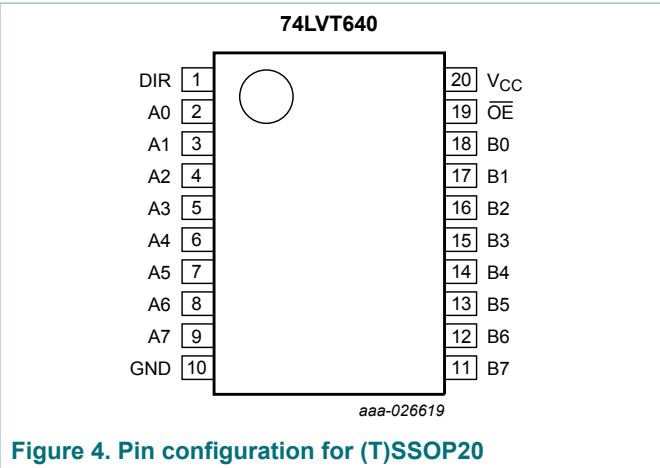 74LVT640
DIR 1 20 VCC
A0 2 19 O̅E̅
A1 3 18 B0
A2 4 17 B1
A3 5 16 B2
A4 6 15 B3
A5 7 14 B4
A6 8 13 B5
A7 9 12 B6
GND 10 11 B7
aaa-026619
Figure 4. Pin configuration for (T)SSOP20